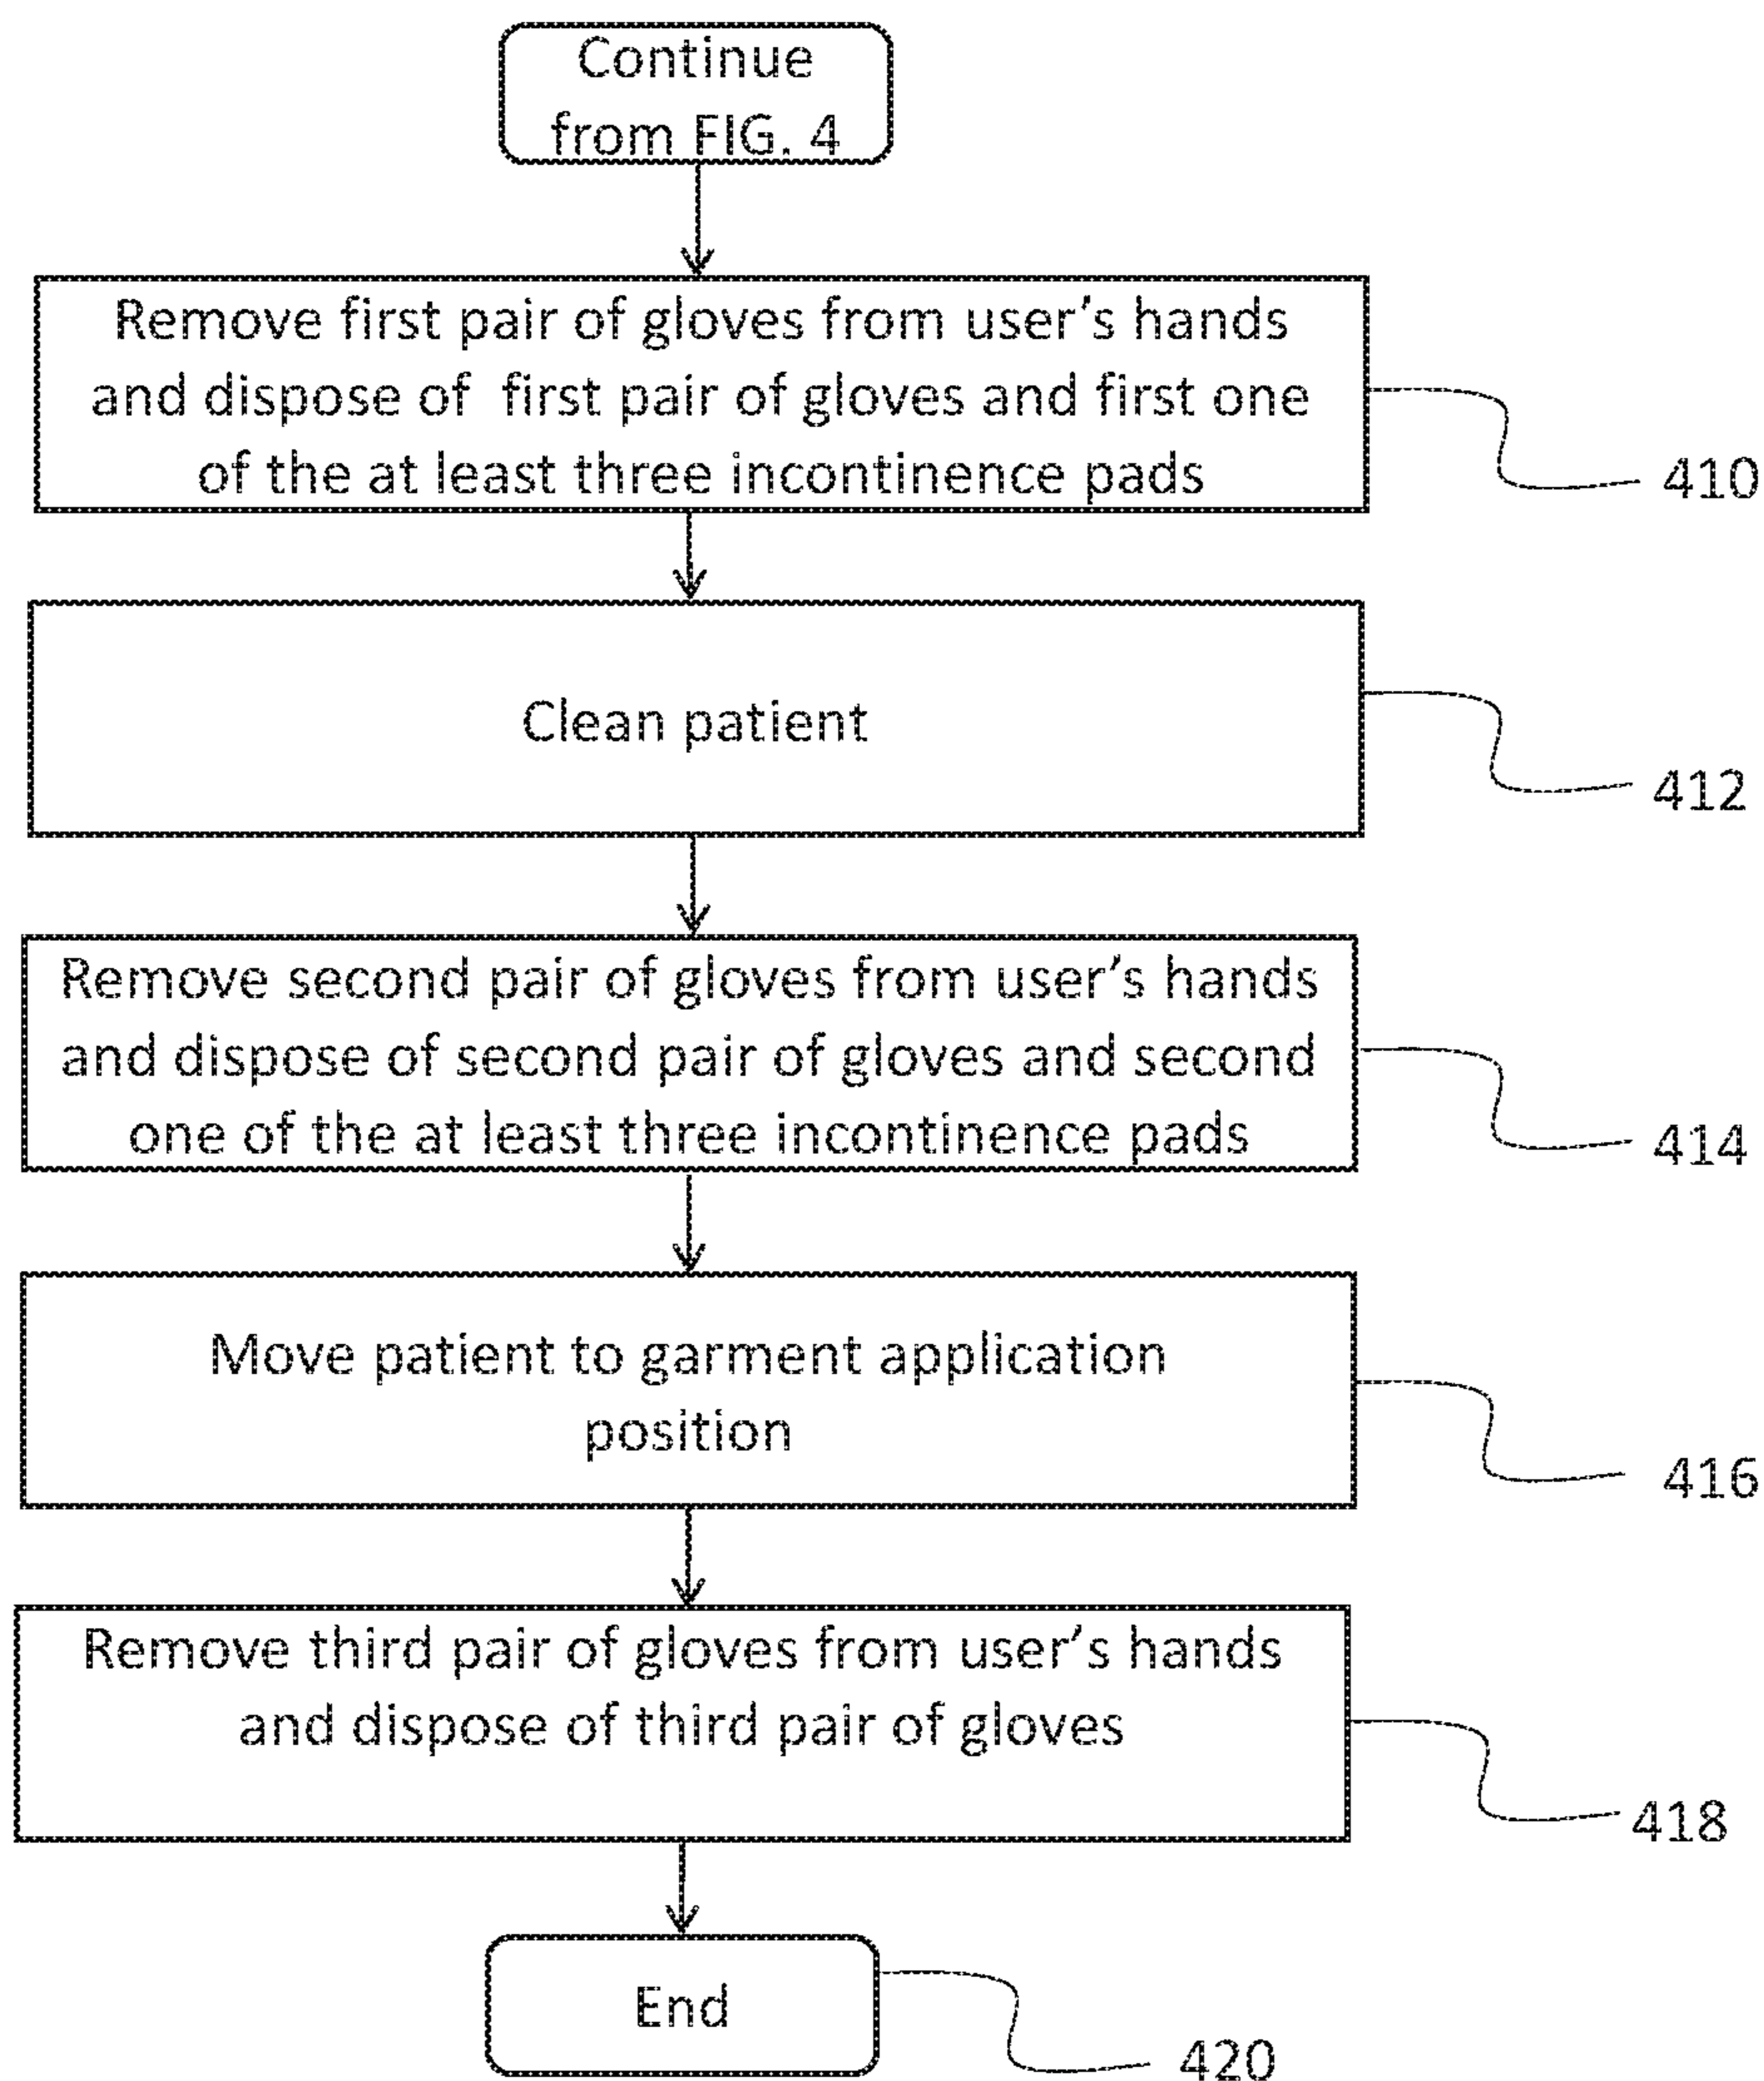 Continue
from FIG. 4
Remove first pair of gloves from user's hands
and dispose of first pair of gloves and first one
of the at least three incontinence pads
410
Clean patient
412
Remove second pair of gloves from user's hands
and dispose of second pair of gloves and second
one of the at least three incontinence pads
414
Move patient to garment application
position
416
Remove third pair of gloves from user's hands
and dispose of third pair of gloves
418
End
420